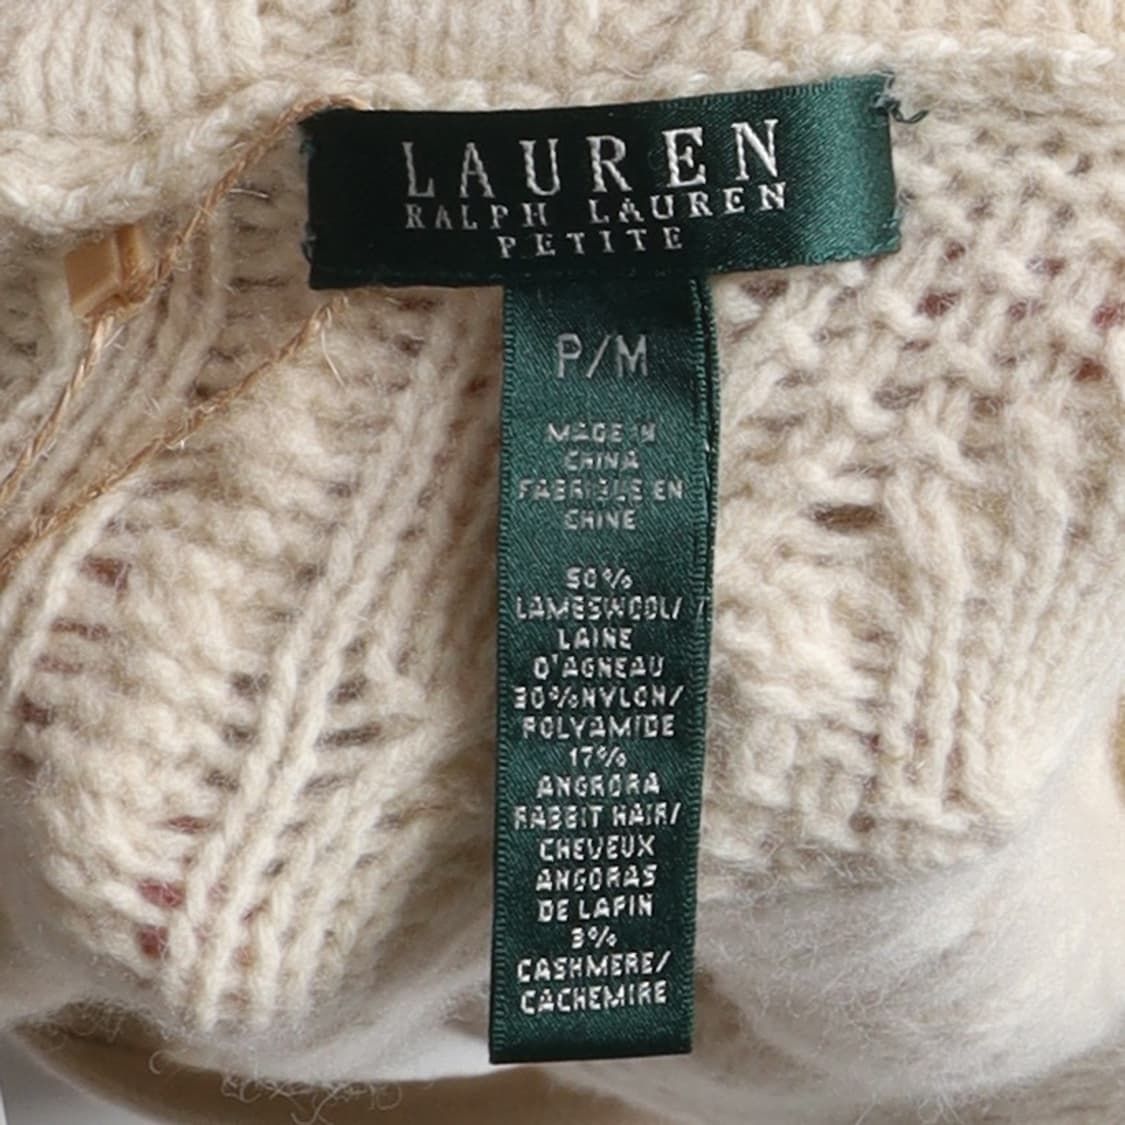 LAUREN
RALPH LAUREN
PETITE
P/M
MADE IN
CHINA
FABRIQUE EN
CHINE
50%
LAMBSWOOL/
LAINE
D'AGNEAU
30%NYLON/
POLYAMIDE
17%
ANGRORA
RABBIT HAIR/
CHEVEUX
ANGORAS
DE LAPIN
3%
CASHMERE/
CACHEMIRE